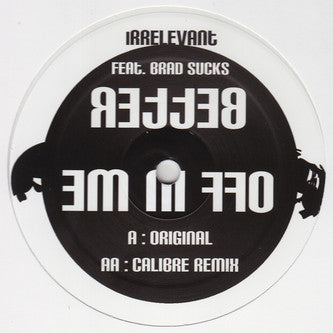 IRRELEVANT
FEAT. BRAD SUCKS
BETTER
OFF IN ME
A : ORIGINAL
AA : CALIBRE REMIX